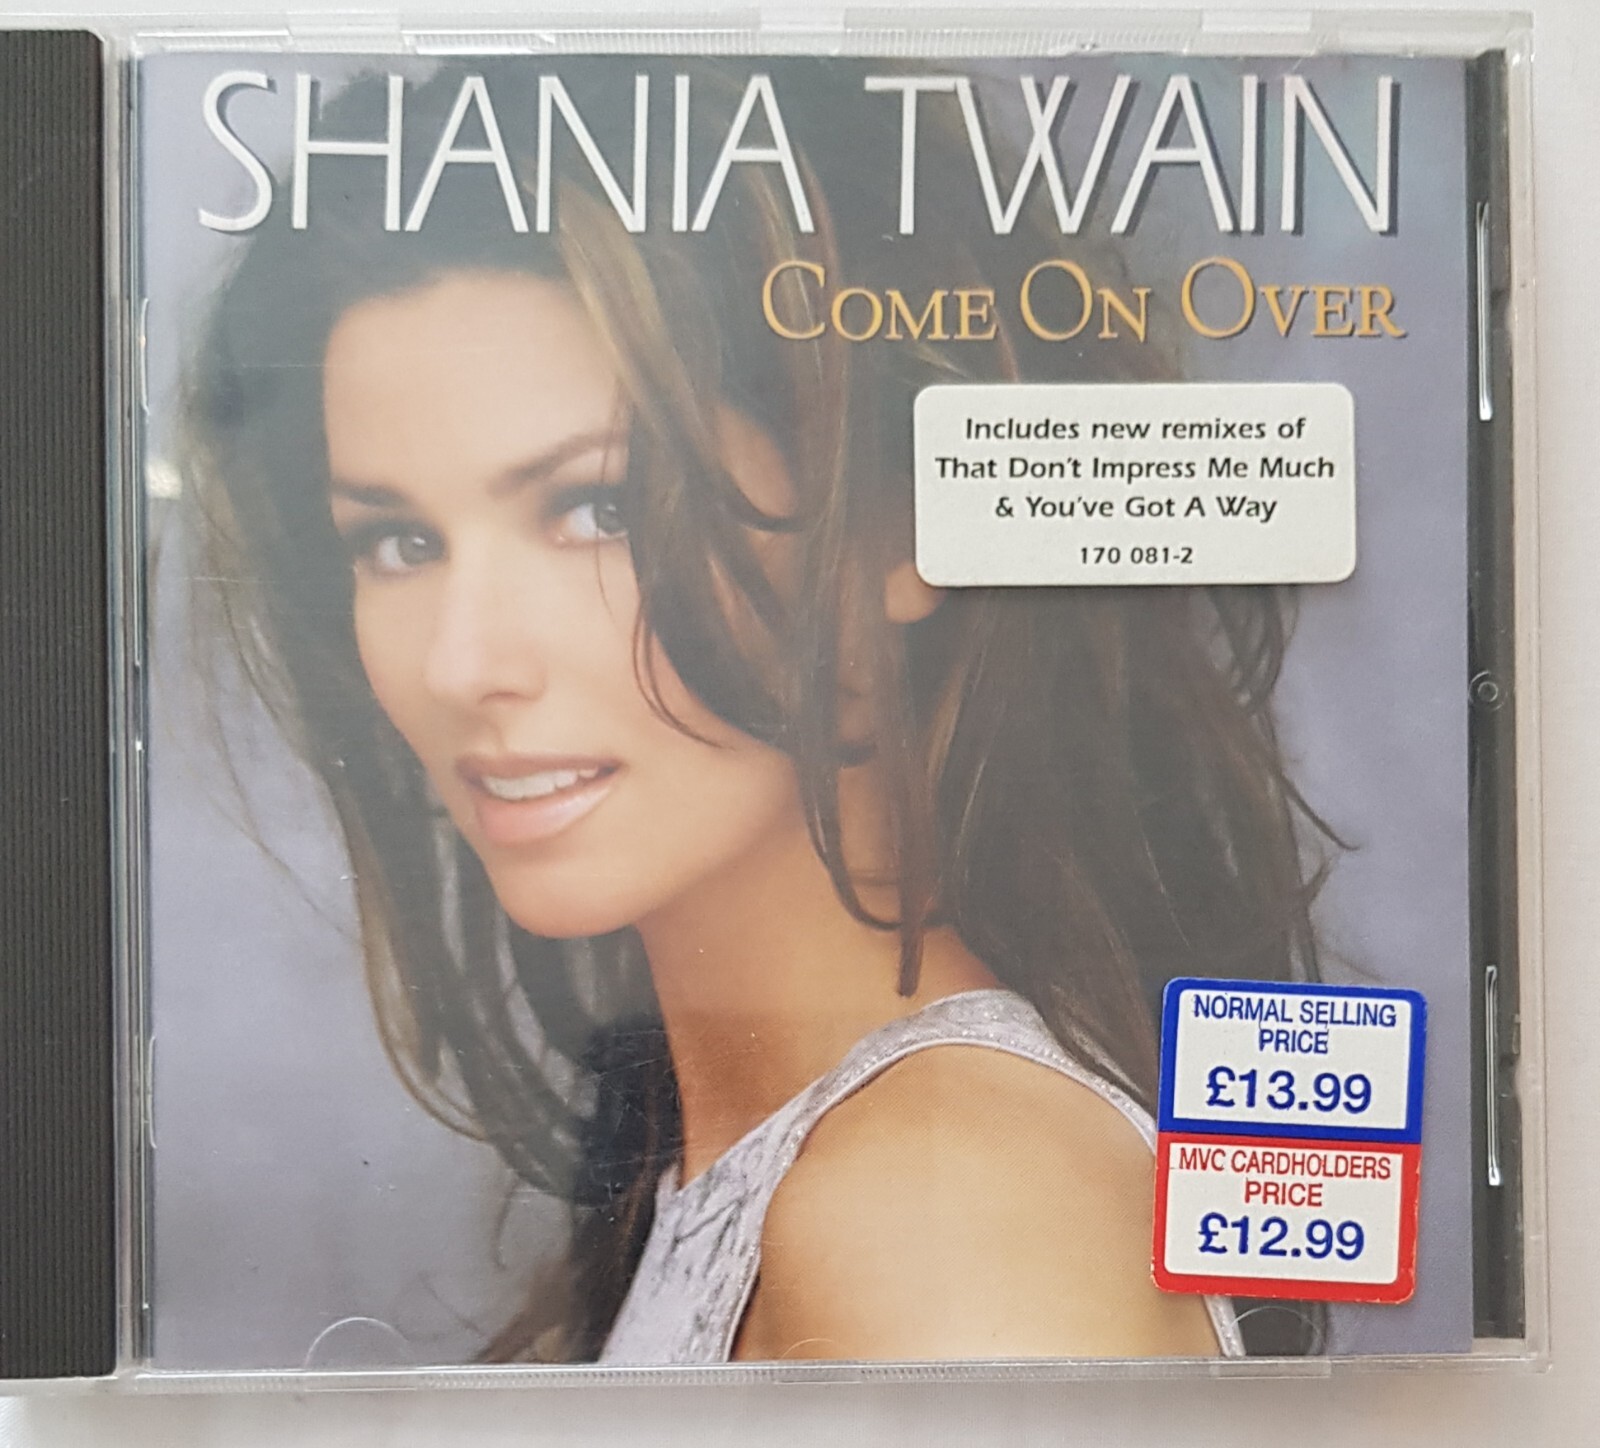 SHANIA TWAIN
COME ON OVER
Includes new remixes of
That Don't Impress Me Much
& You've Got A Way
170 081-2
NORMAL SELLING
PRICE
£13.99
MVC CARDHOLDERS
PRICE
£12.99